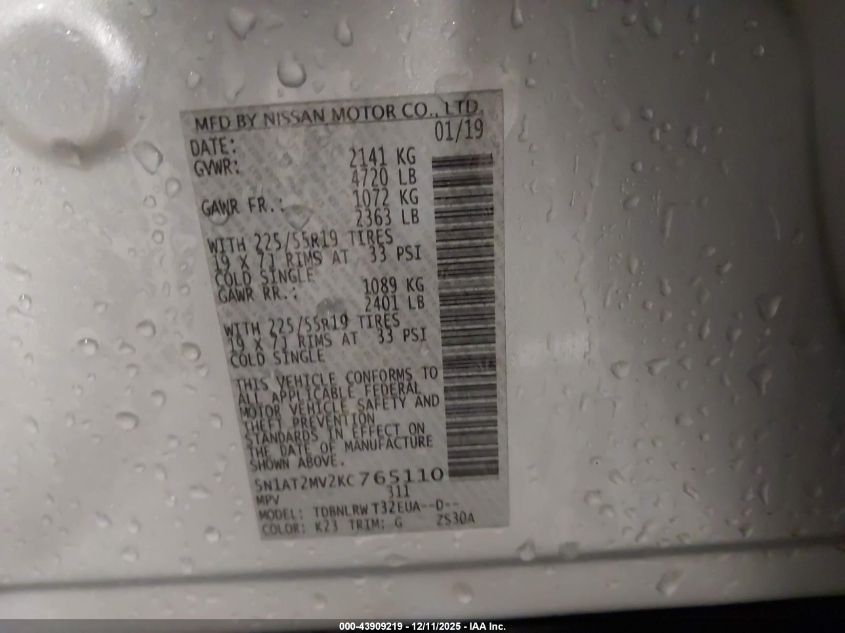 MFD BY NISSAN MOTOR CO., LTD.
DATE: 01/19
GVWR: 2141 KG
4720 LB
GAWR FR.: 1072 KG
2363 LB
WITH 225/55R19 TIRES
19 X 7J RIMS AT 33 PSI
COLD SINGLE
GAWR RR.: 1089 KG
2401 LB
WITH 225/55R19 TIRES
19 X 7J RIMS AT 33 PSI
COLD SINGLE
THIS VEHICLE CONFORMS TO
ALL APPLICABLE FEDERAL
MOTOR VEHICLE SAFETY AND
THEFT PREVENTION
STANDARDS IN EFFECT ON
THE DATE OF MANUFACTURE
SHOWN ABOVE.
5N1AT2MV2KC765110
MPV 311
MODEL: TDBNLRW T32EUA--D--
COLOR: K23 TRIM: G ZS30A
000-43909219 - 12/11/2025 - IAA Inc.